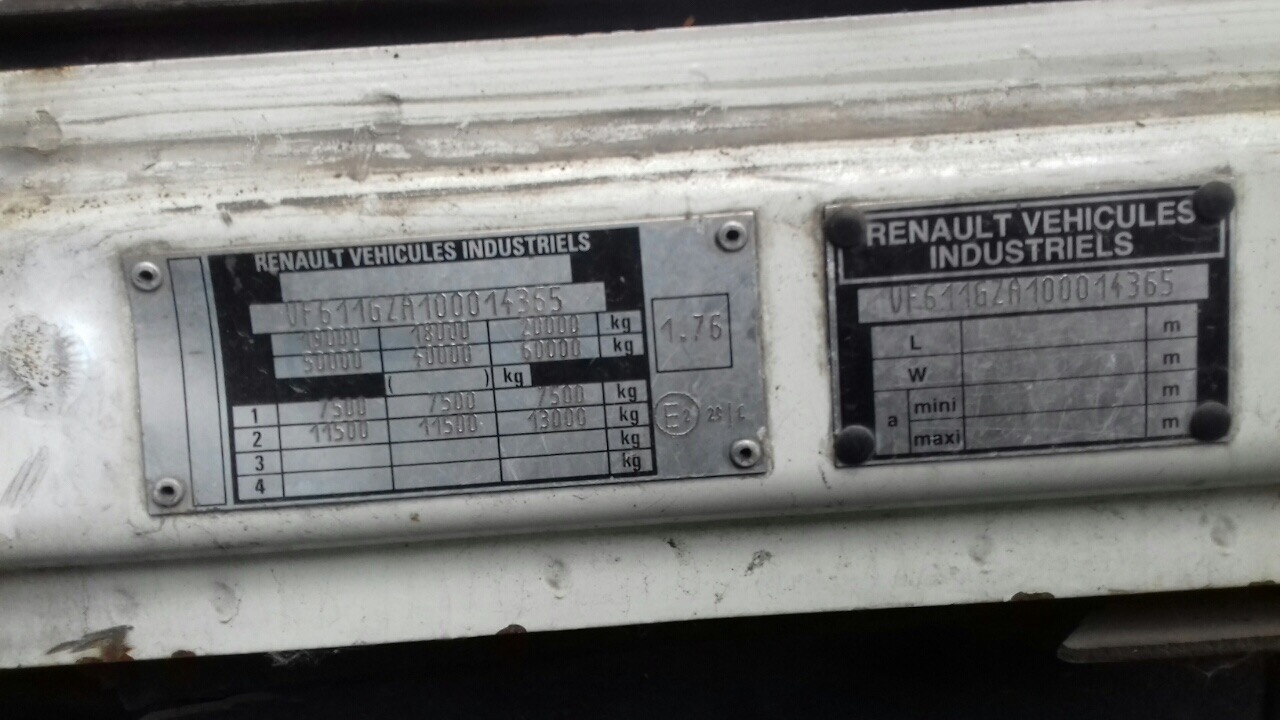 RENAULT VEHICULES INDUSTRIELS
VF611GZA100014365
19000 18000 20000 kg
50000 40000 60000 kg
( ) kg
1 7500 7500 7500 kg
2 11500 11500 13000 kg
3 kg
4 kg
1.76
E2
RENAULT VEHICULES
INDUSTRIELS
VF611GZA100014365
L m
W m
a mini m
maxi m